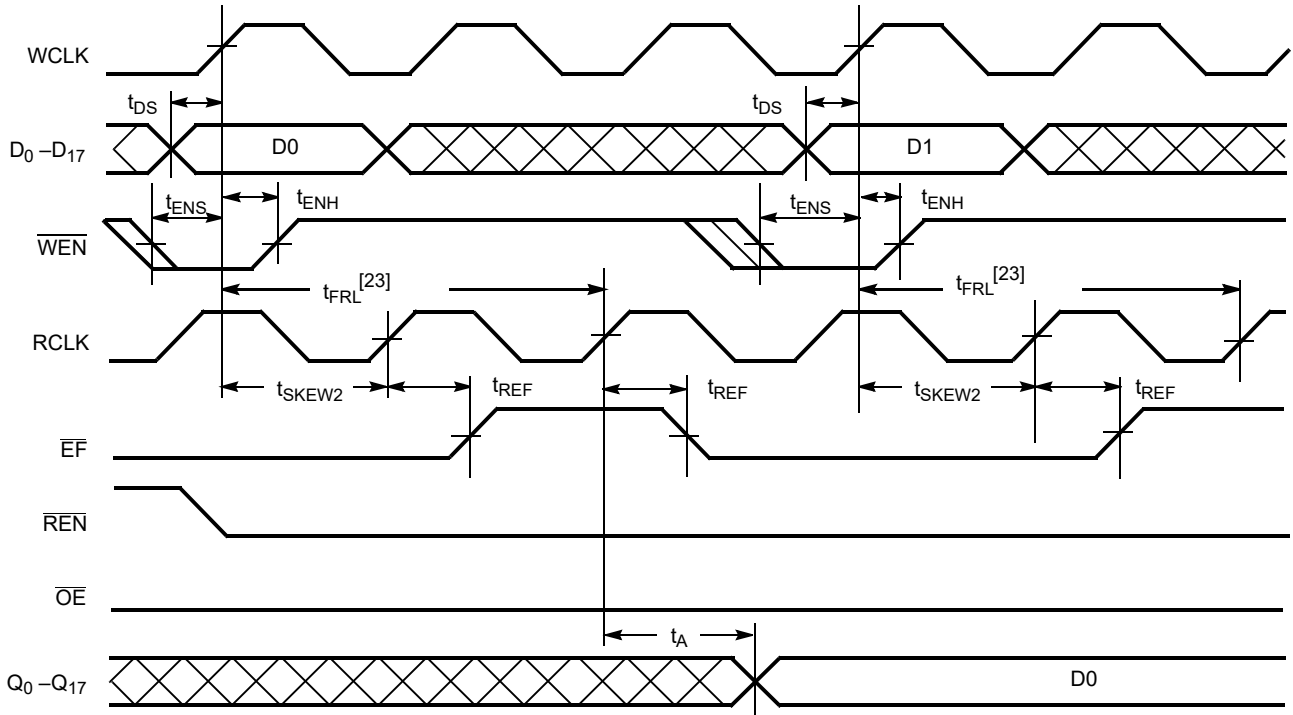 WCLK
tDS tDS
D0 –D17 D0 D1
tENS tENH tENS tENH
WEN
tFRL[23] tFRL[23]
RCLK
tSKEW2 tREF tREF tSKEW2 tREF
EF
REN
OE
tA
Q0 –Q17 D0